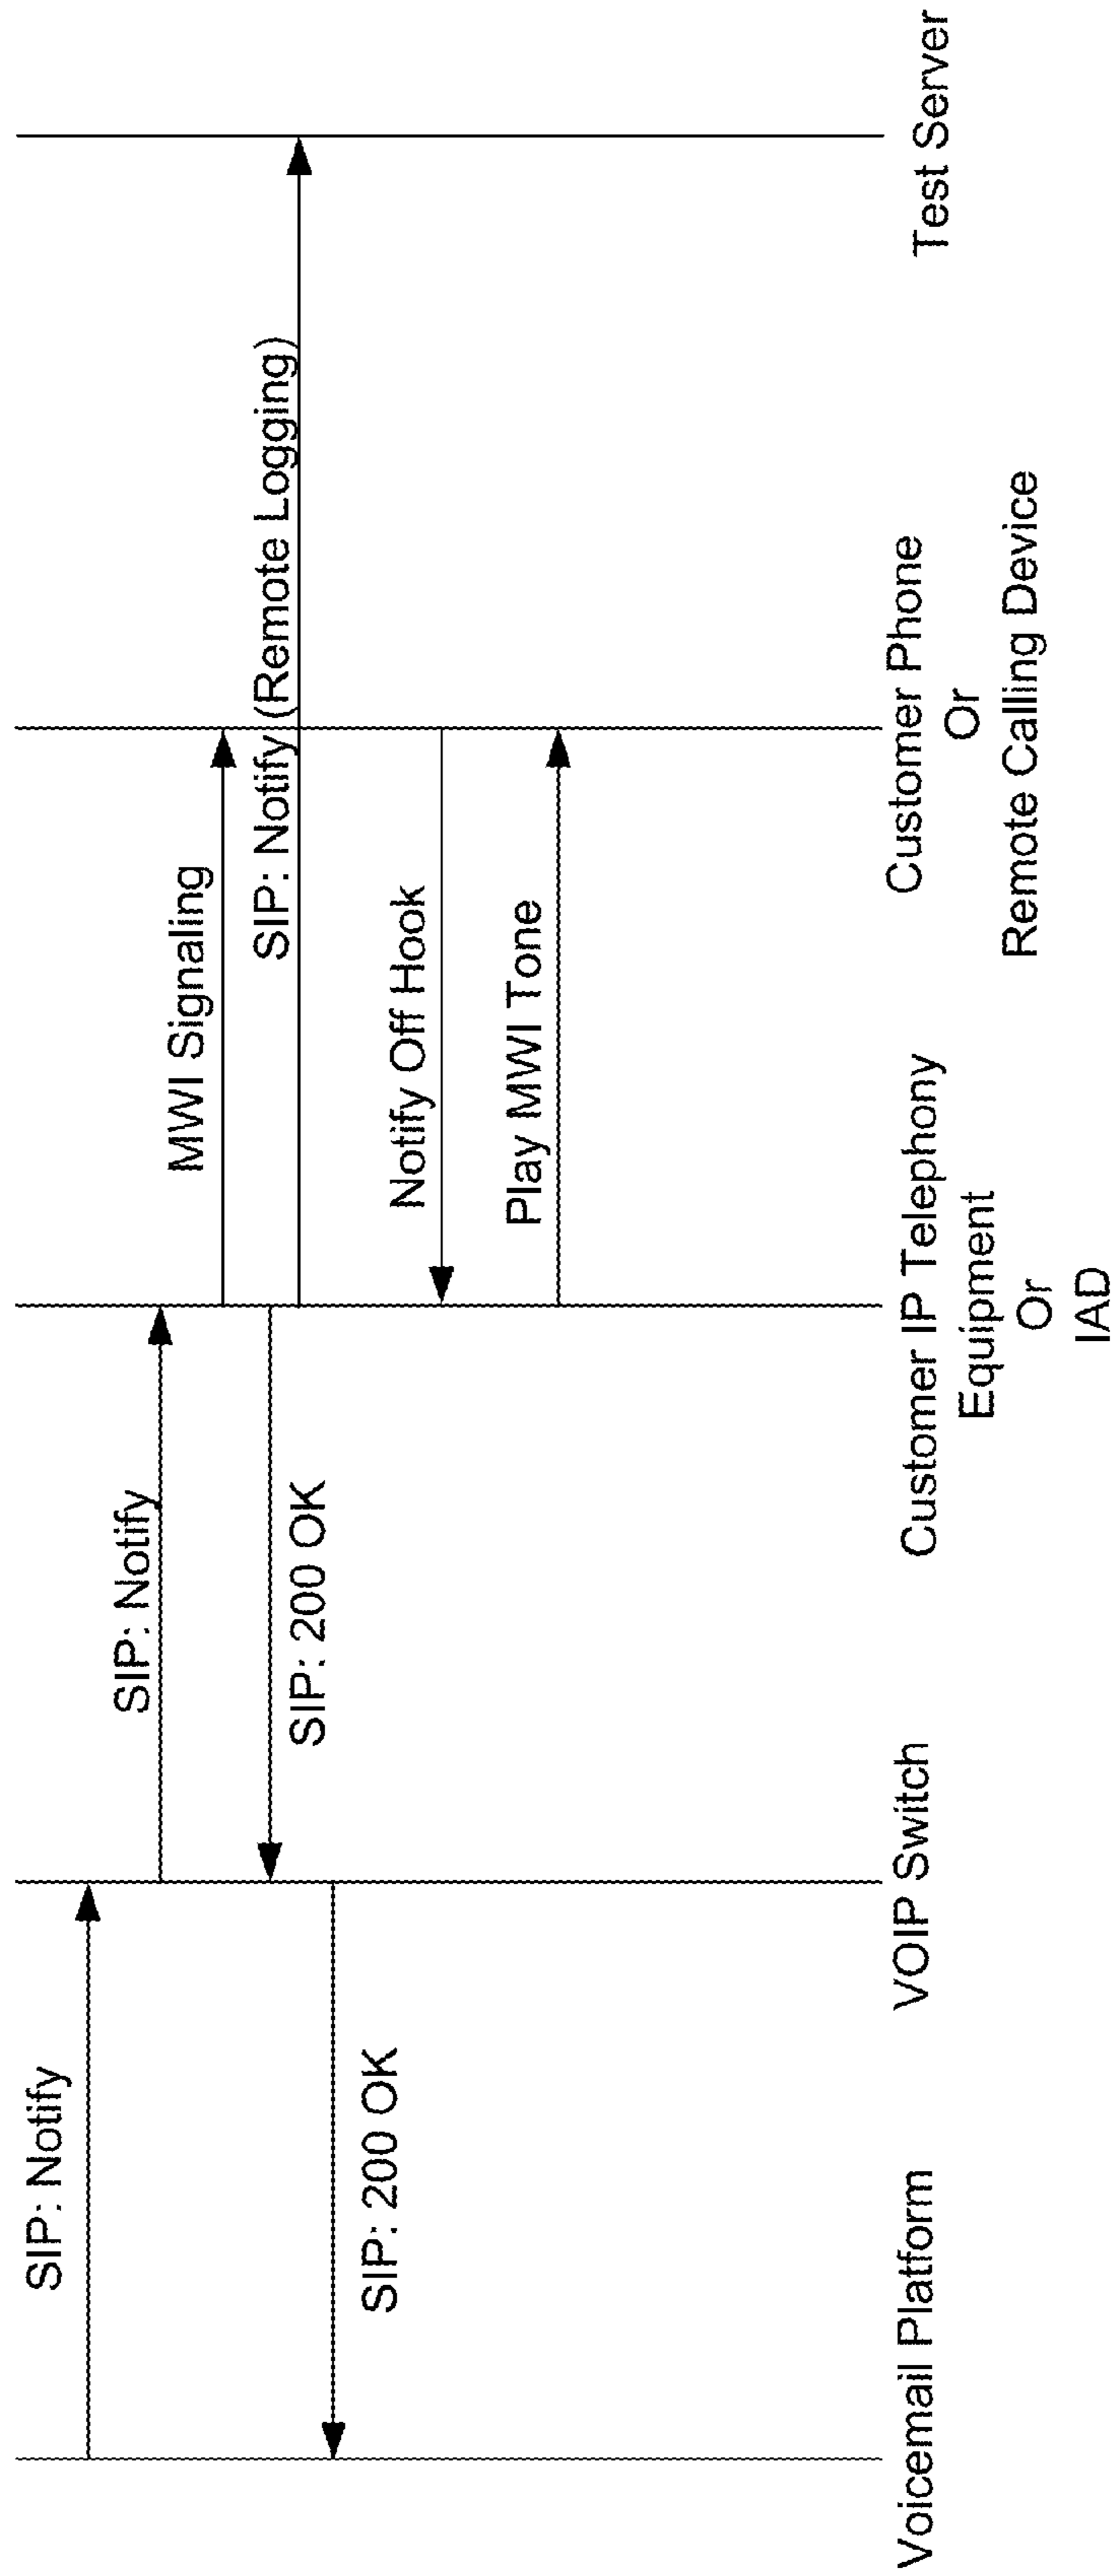 SIP: Notify
SIP: Notify
MWI Signaling
SIP: 200 OK
SIP: Notify (Remote Logging)
SIP: 200 OK
Notify Off Hook
Play MWI Tone
Voicemail Platform
VOIP Switch
Customer IP Telephony
Equipment
Or
IAD
Customer Phone
Or
Remote Calling Device
Test Server